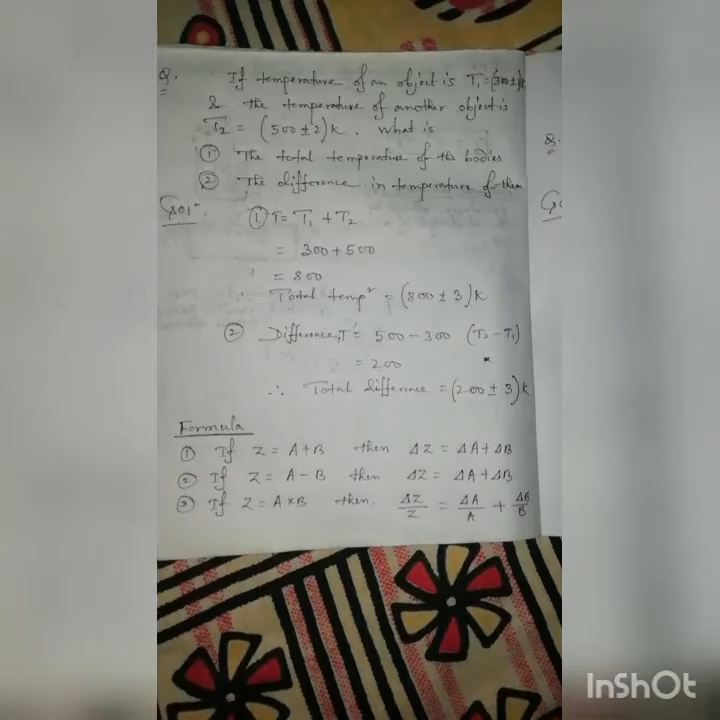 Q. If temperature of an object is T₁=(300±1)k
& the temperature of another object is
T₂ = (500±2)k. What is
① The total temperature of the bodies
② The difference in temperature of them
Solⁿ. ① T= T₁ + T₂
= 300+500
= 800
∴ Total tempʳ = (800 ± 3)k
② Difference, T' = 500-300 (T₂-T₁)
= 200
∴ Total difference = (200 ± 3)k
Formula
① If Z = A+B then ΔZ = ΔA+ΔB
② If Z = A-B then ΔZ = ΔA+ΔB
③ If Z = A×B then. ΔZ/Z = ΔA/A + ΔB/B
Q.
InShOt